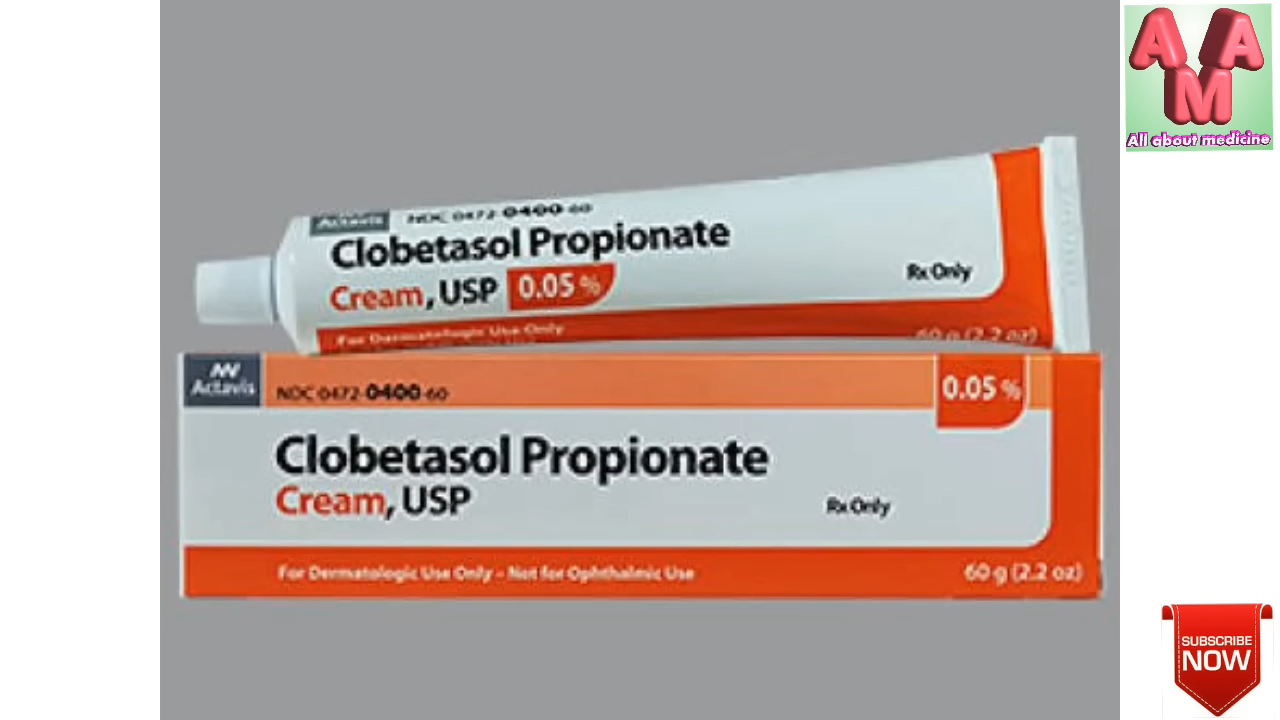 A A
M
All about medicine
Actavis NDC 0472-0400-60
Clobetasol Propionate
Cream, USP 0.05 %
Rx Only
For Dermatologic Use Only
60 g (2.2 oz)
Actavis
NDC 0472-0400-60
0.05 %
Clobetasol Propionate
Cream, USP
Rx Only
For Dermatologic Use Only – Not for Ophthalmic Use
60 g (2.2 oz)
SUBSCRIBE
NOW